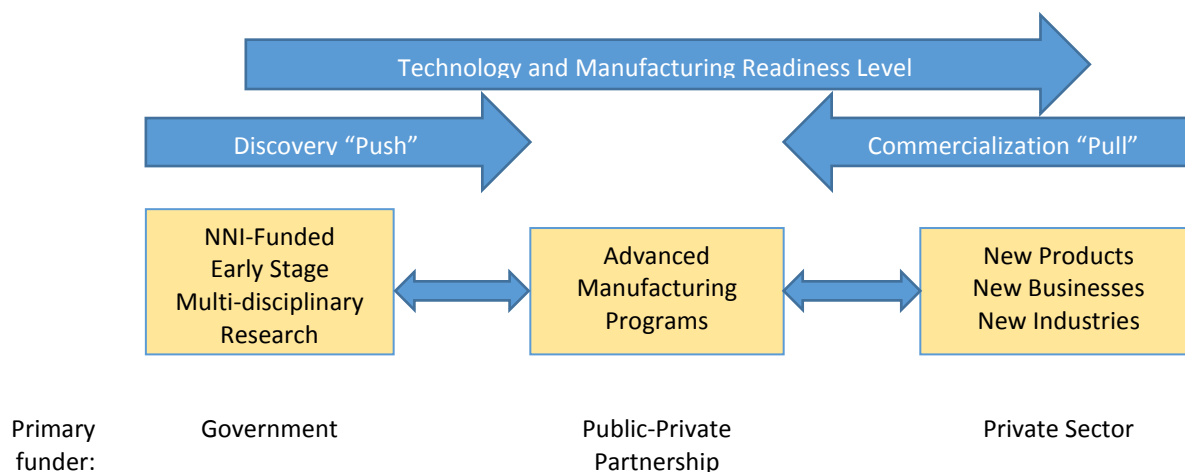 Technology and Manufacturing Readiness Level
Discovery “Push”
Commercialization “Pull”
NNI-Funded
Early Stage
Multi-disciplinary
Research
Advanced
Manufacturing
Programs
New Products
New Businesses
New Industries
Primary
funder:
Government
Public-Private
Partnership
Private Sector